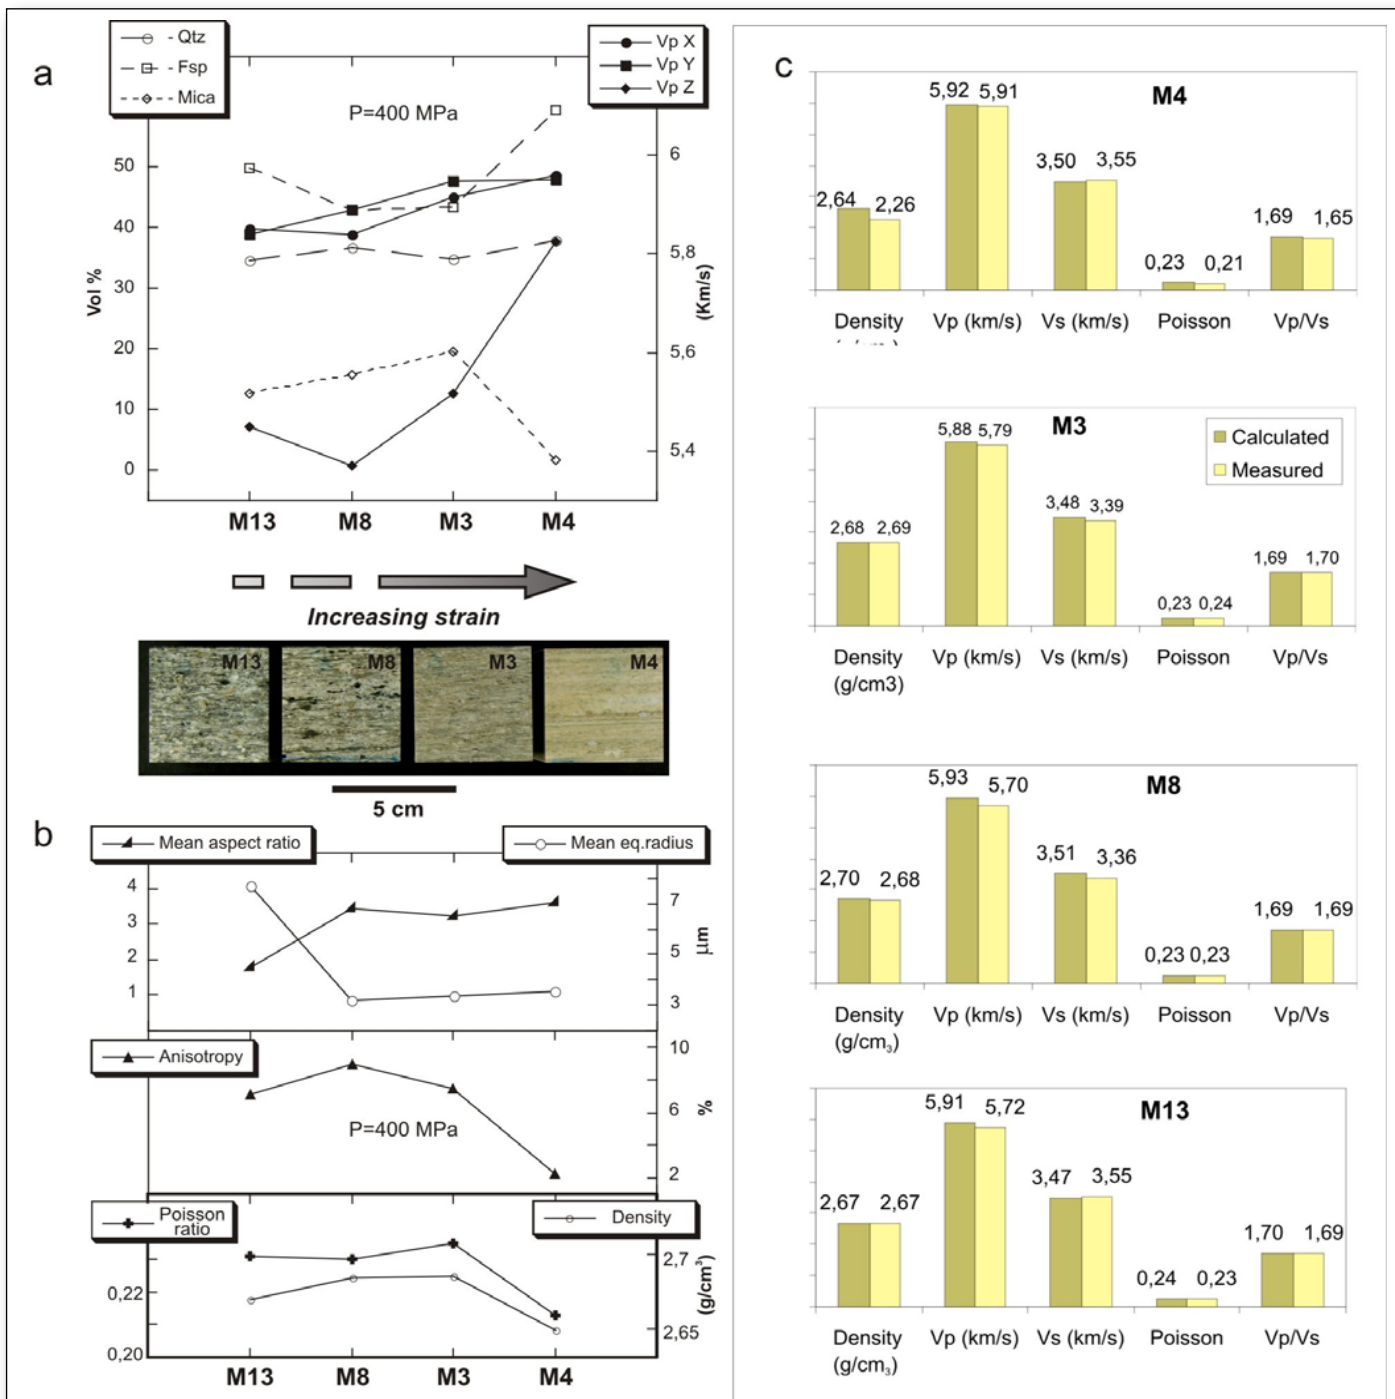 a
Qtz
Fsp
Mica
Vp X
Vp Y
Vp Z
P=400 MPa
50
40
30
20
10
0
Vol %
6
5,8
5,6
5,4
(Km/s)
M13 M8 M3 M4
Increasing strain
M13 M8 M3 M4
5 cm
b
Mean aspect ratio
Mean eq.radius
4
3
2
1
7
5
3
µm
Anisotropy
P=400 MPa
10
6
2
%
Poisson
ratio
Density
0,22
0,20
2,7
2,65
(g/cm³)
M13 M8 M3 M4
c
M4
5,92 5,91
3,50 3,55
2,64 2,26
1,69 1,65
0,23 0,21
Density Vp (km/s) Vs (km/s) Poisson Vp/Vs
M3
Calculated
Measured
5,88 5,79
3,48 3,39
2,68 2,69
1,69 1,70
0,23 0,24
Density Vp (km/s) Vs (km/s) Poisson Vp/Vs
(g/cm3)
M8
5,93 5,70
3,51 3,36
2,70 2,68
1,69 1,69
0,23 0,23
Density Vp (km/s) Vs (km/s) Poisson Vp/Vs
(g/cm₃)
M13
5,91 5,72
3,47 3,55
2,67 2,67
1,70 1,69
0,24 0,23
Density Vp (km/s) Vs (km/s) Poisson Vp/Vs
(g/cm₃)